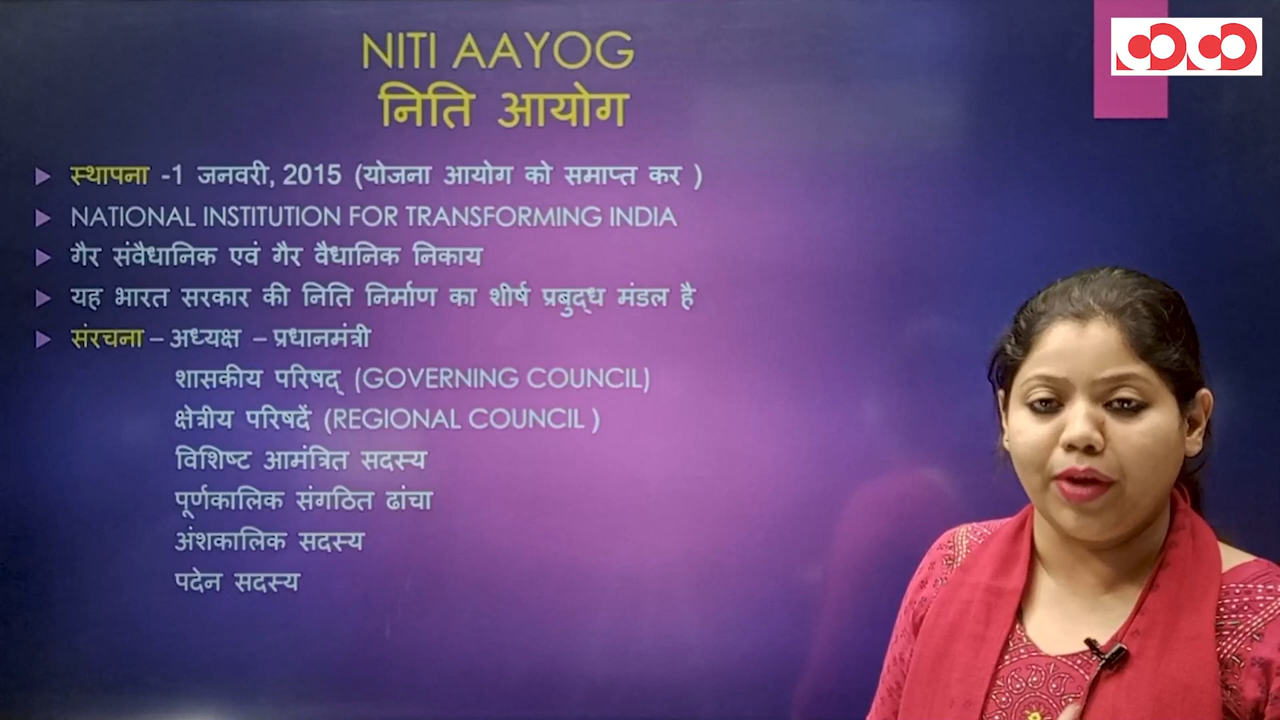 NITI AAYOG
निति आयोग
स्थापना -1 जनवरी, 2015 (योजना आयोग को समाप्त कर )
NATIONAL INSTITUTION FOR TRANSFORMING INDIA
गैर संवैधानिक एवं गैर वैधानिक निकाय
यह भारत सरकार की निति निर्माण का शीर्ष प्रबुद्ध मंडल है
संरचना – अध्यक्ष – प्रधानमंत्री
शासकीय परिषद् (GOVERNING COUNCIL)
क्षेत्रीय परिषदें (REGIONAL COUNCIL )
विशिष्ट आमंत्रित सदस्य
पूर्णकालिक संगठित ढांचा
अंशकालिक सदस्य
पदेन सदस्य